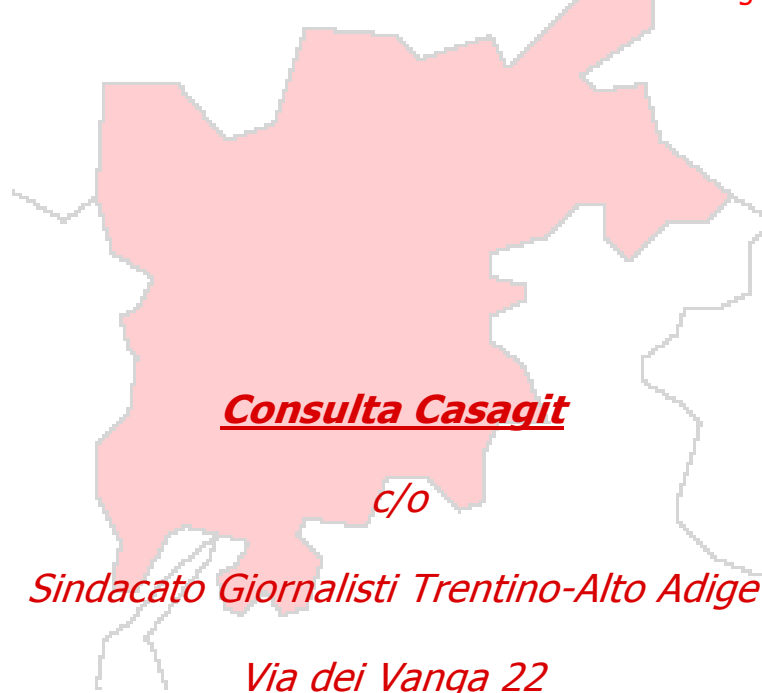 Consulta Casagit
c/o
Sindacato Giornalisti Trentino-Alto Adige
Via dei Vanga 22